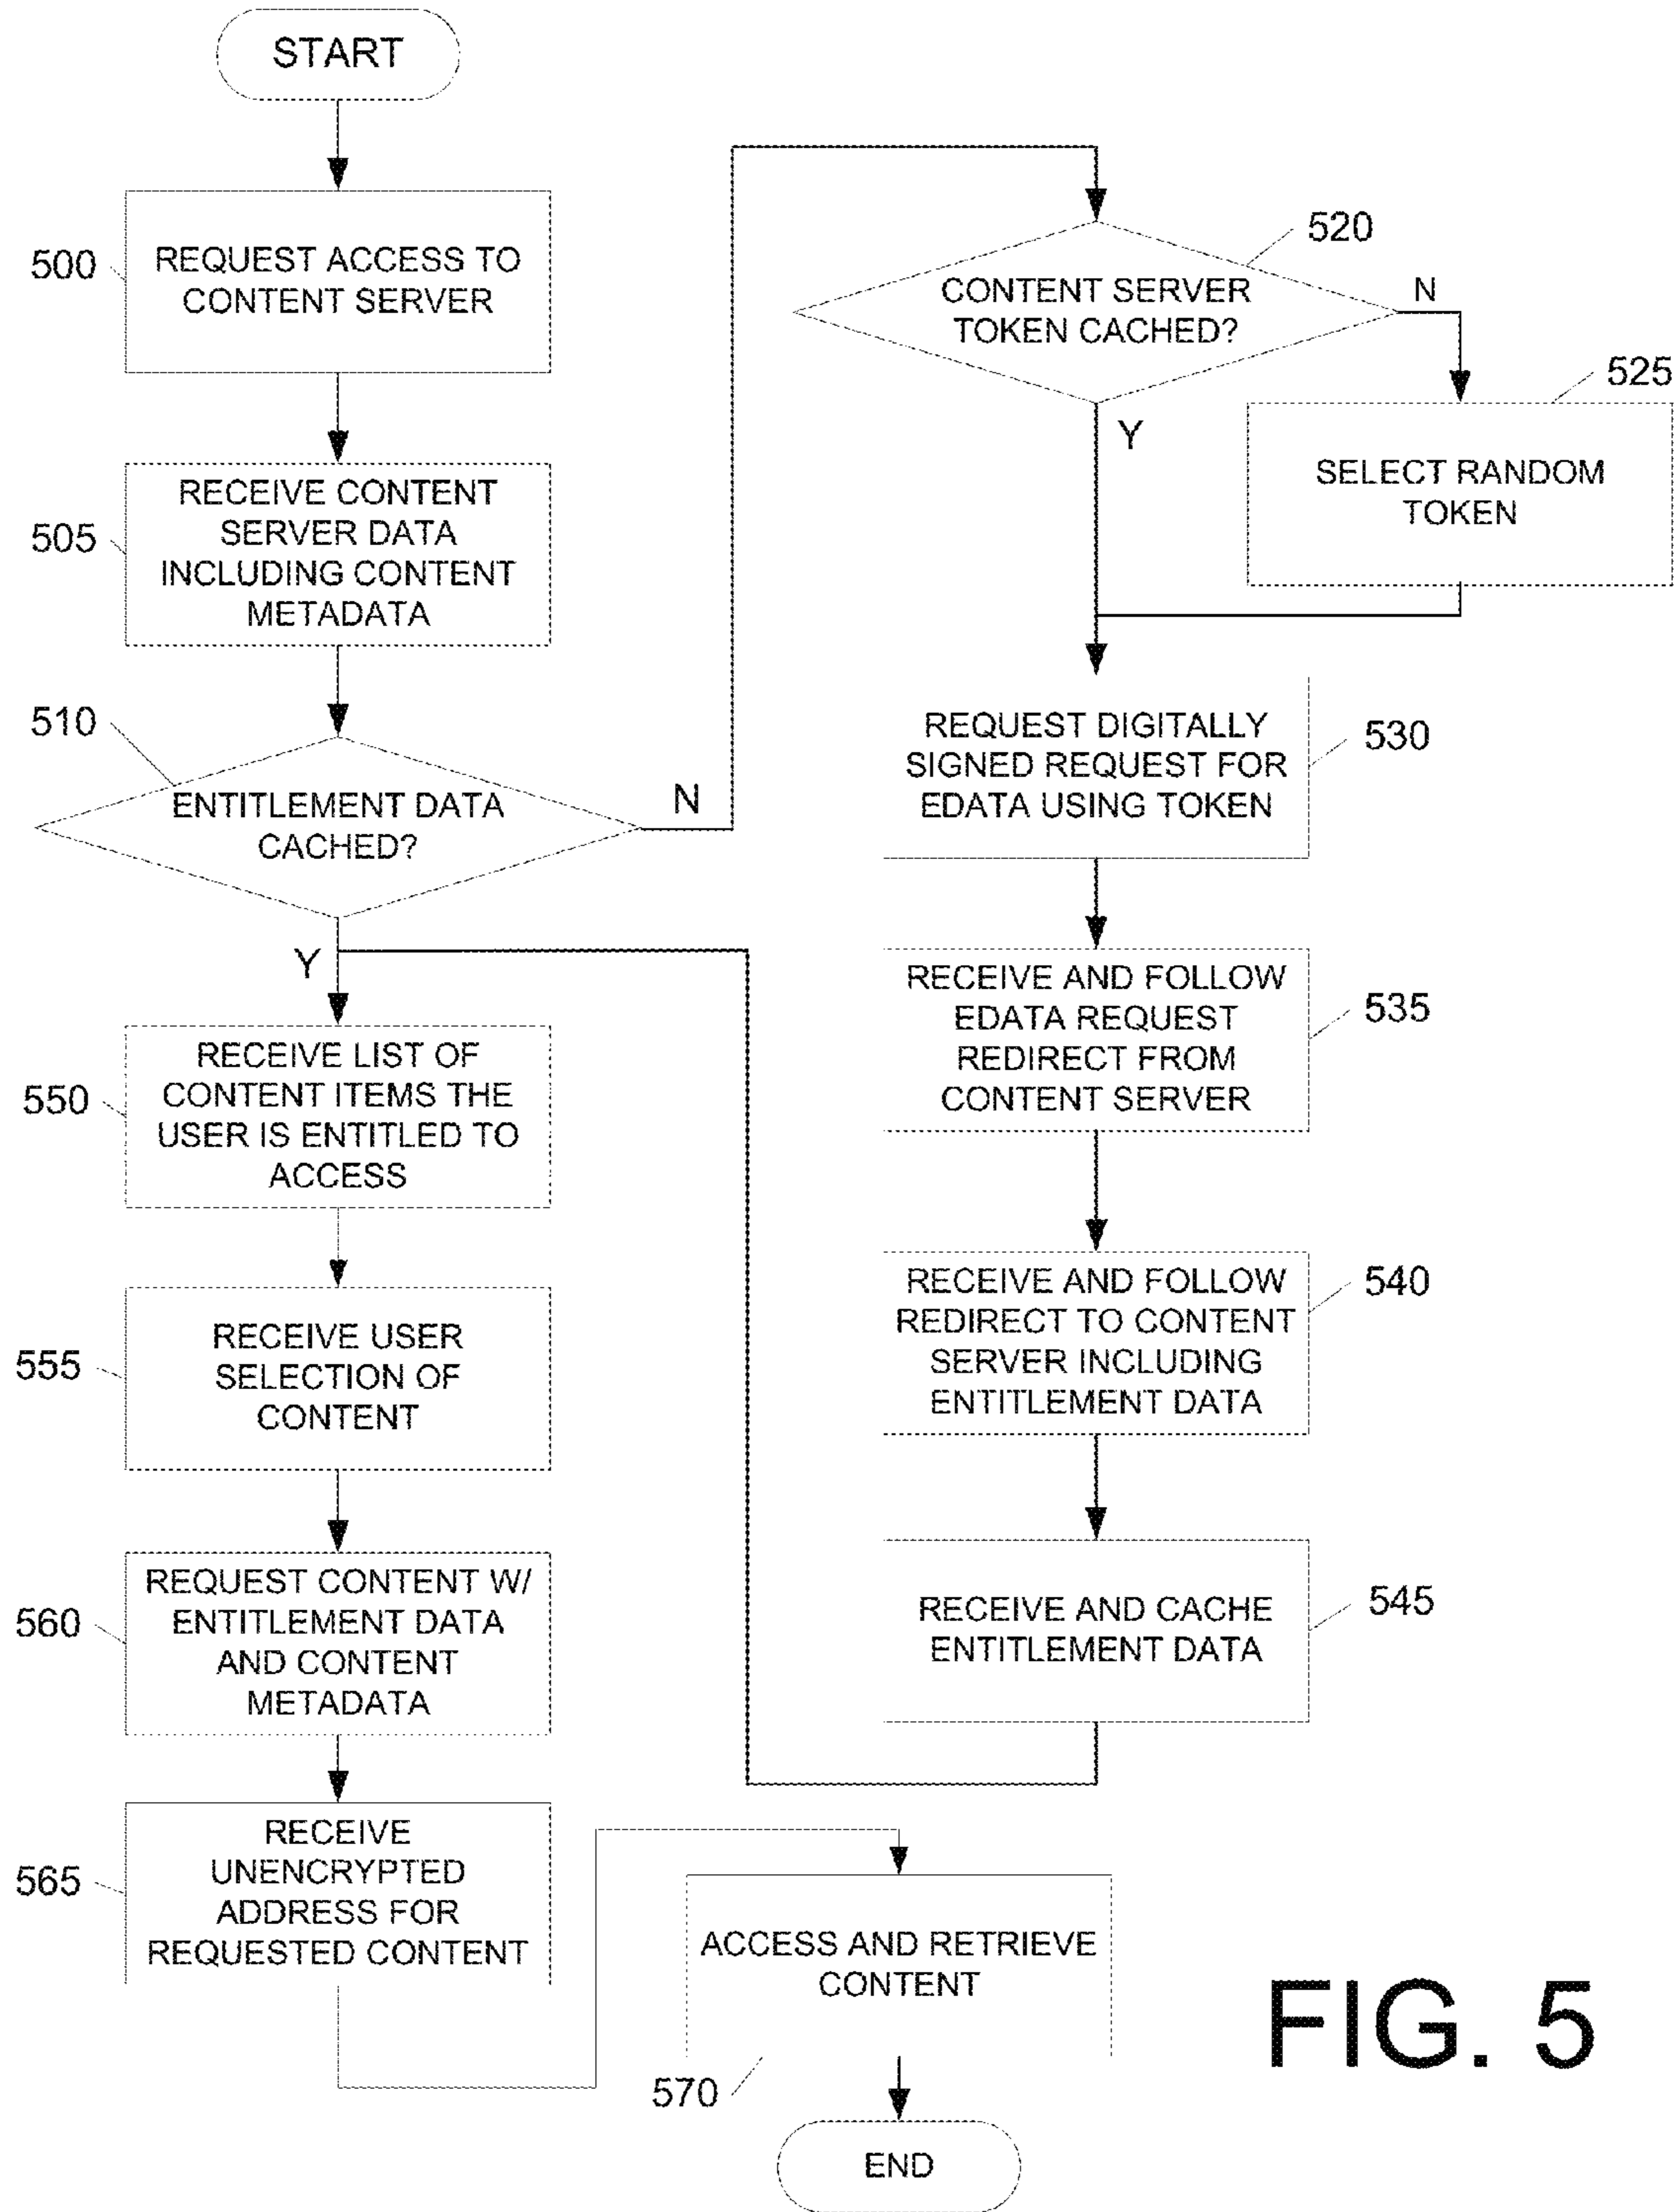 START
500
REQUEST ACCESS TO
CONTENT SERVER
505
RECEIVE CONTENT
SERVER DATA
INCLUDING CONTENT
METADATA
510
ENTITLEMENT DATA
CACHED?
N
Y
520
CONTENT SERVER
TOKEN CACHED?
N
Y
525
SELECT RANDOM
TOKEN
REQUEST DIGITALLY
SIGNED REQUEST FOR
EDATA USING TOKEN
530
RECEIVE AND FOLLOW
EDATA REQUEST
REDIRECT FROM
CONTENT SERVER
535
RECEIVE AND FOLLOW
REDIRECT TO CONTENT
SERVER INCLUDING
ENTITLEMENT DATA
540
RECEIVE AND CACHE
ENTITLEMENT DATA
545
550
RECEIVE LIST OF
CONTENT ITEMS THE
USER IS ENTITLED TO
ACCESS
555
RECEIVE USER
SELECTION OF
CONTENT
560
REQUEST CONTENT W/
ENTITLEMENT DATA
AND CONTENT
METADATA
565
RECEIVE
UNENCRYPTED
ADDRESS FOR
REQUESTED CONTENT
ACCESS AND RETRIEVE
CONTENT
570
END
FIG. 5